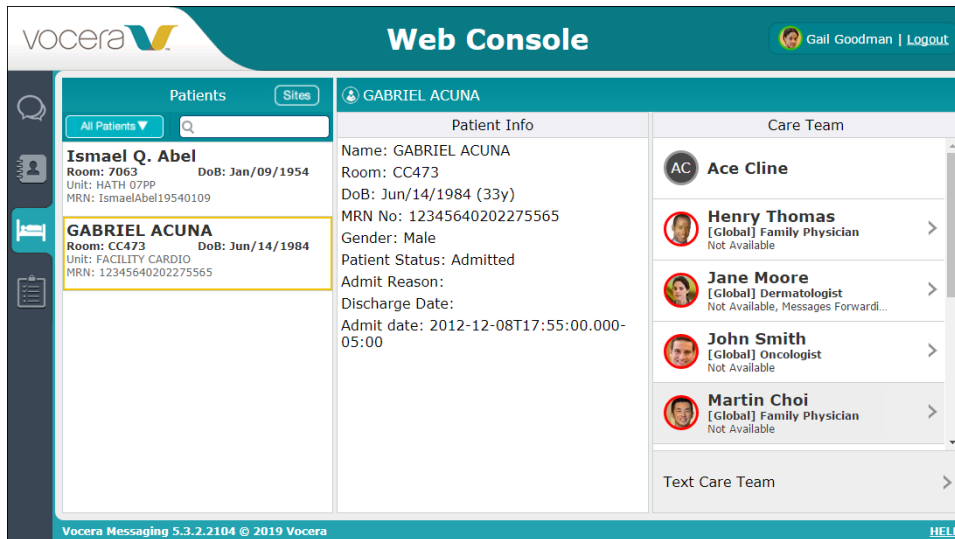 vocera
Web Console
Gail Goodman | Logout
Patients
Sites
All Patients
Ismael Q. Abel
Room: 7063 DoB: Jan/09/1954
Unit: HATH 07PP
MRN: IsmaelAbel19540109
GABRIEL ACUNA
Room: CC473 DoB: Jun/14/1984
Unit: FACILITY CARDIO
MRN: 12345640202275565
GABRIEL ACUNA
Patient Info
Name: GABRIEL ACUNA
Room: CC473
DoB: Jun/14/1984 (33y)
MRN No: 12345640202275565
Gender: Male
Patient Status: Admitted
Admit Reason:
Discharge Date:
Admit date: 2012-12-08T17:55:00.000-
05:00
Care Team
AC Ace Cline
Henry Thomas
[Global] Family Physician
Not Available
Jane Moore
[Global] Dermatologist
Not Available, Messages Forwardi...
John Smith
[Global] Oncologist
Not Available
Martin Choi
[Global] Family Physician
Not Available
Text Care Team
Vocera Messaging 5.3.2.2104 © 2019 Vocera
HELP